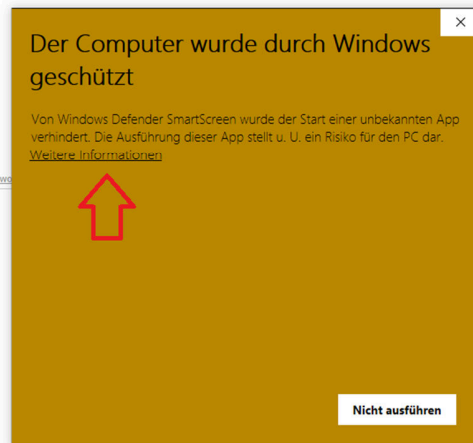 Der Computer wurde durch Windows
geschützt
Von Windows Defender SmartScreen wurde der Start einer unbekannten App
verhindert. Die Ausführung dieser App stellt u. U. ein Risiko für den PC dar.
Weitere Informationen
Nicht ausführen